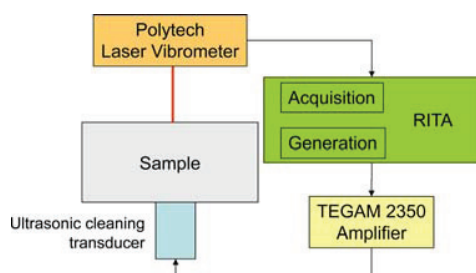 Polytech
Laser Vibrometer
Acquisition
RITA
Generation
Sample
Ultrasonic cleaning
transducer
TEGAM 2350
Amplifier